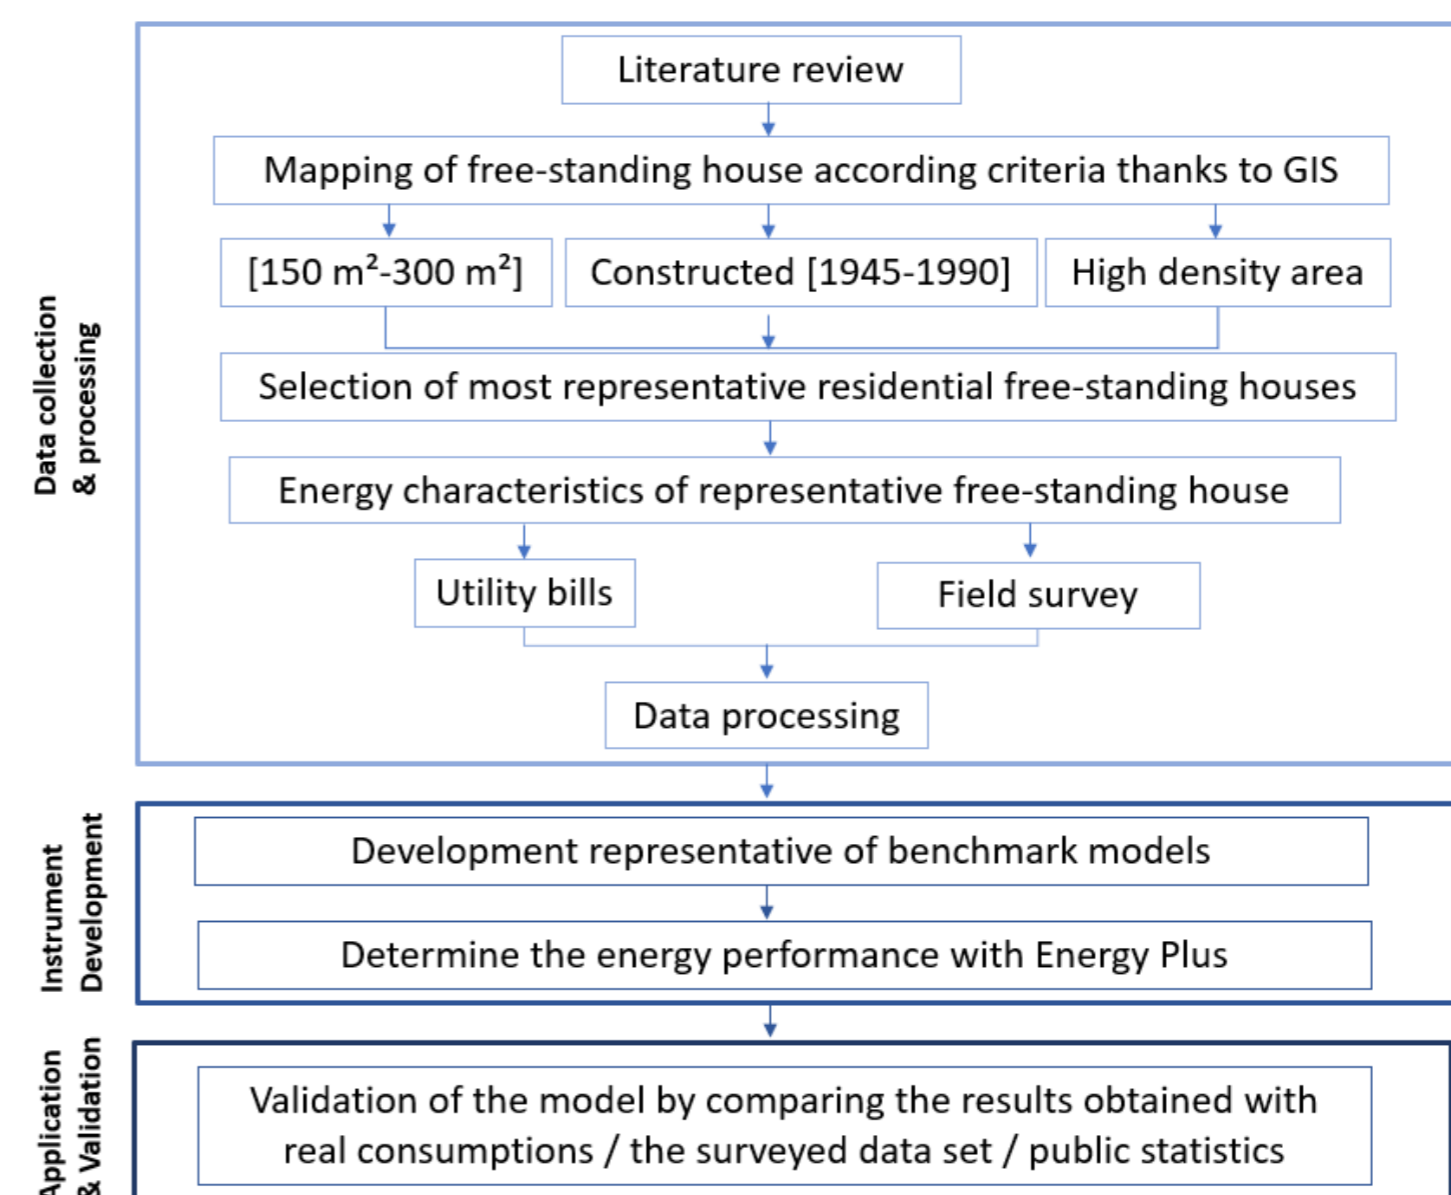 Literature review
Mapping of free-standing house according criteria thanks to GIS
[150 m²-300 m²]
Constructed [1945-1990]
High density area
Selection of most representative residential free-standing houses
Energy characteristics of representative free-standing house
Utility bills
Field survey
Data processing
Data collection
& processing
Development representative of benchmark models
Determine the energy performance with Energy Plus
Instrument
Development
Validation of the model by comparing the results obtained with
real consumptions / the surveyed data set / public statistics
Application
& Validation